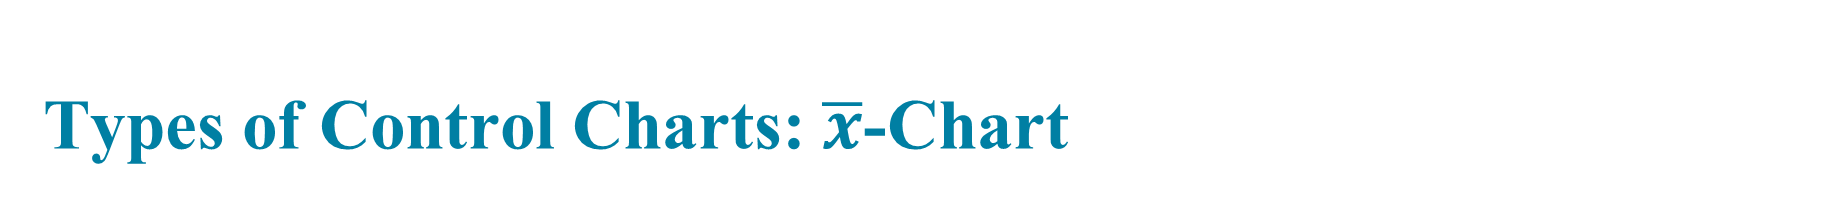 Types of Control Charts: x̅-Chart